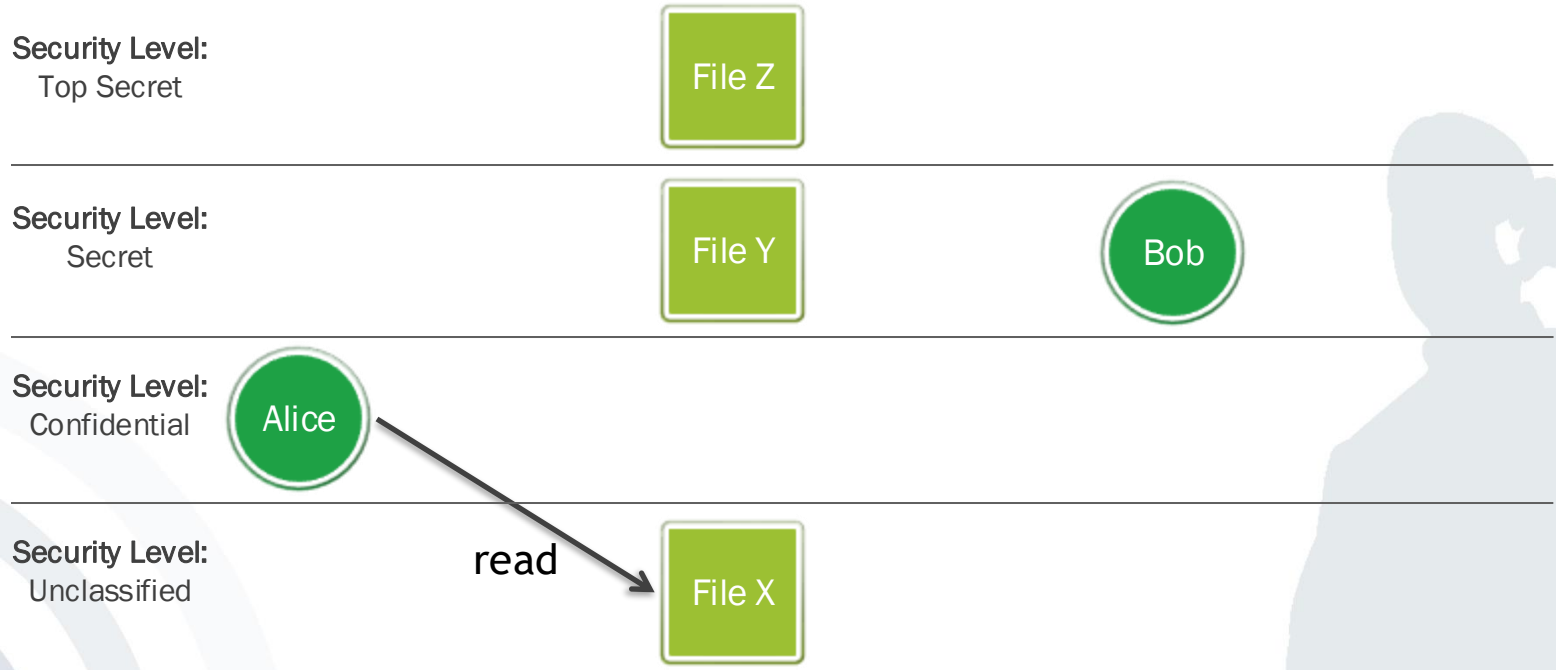 Security Level:
Top Secret
File Z
Security Level:
Secret
File Y
Bob
Security Level:
Confidential
Alice
Security Level:
Unclassified
read
File X